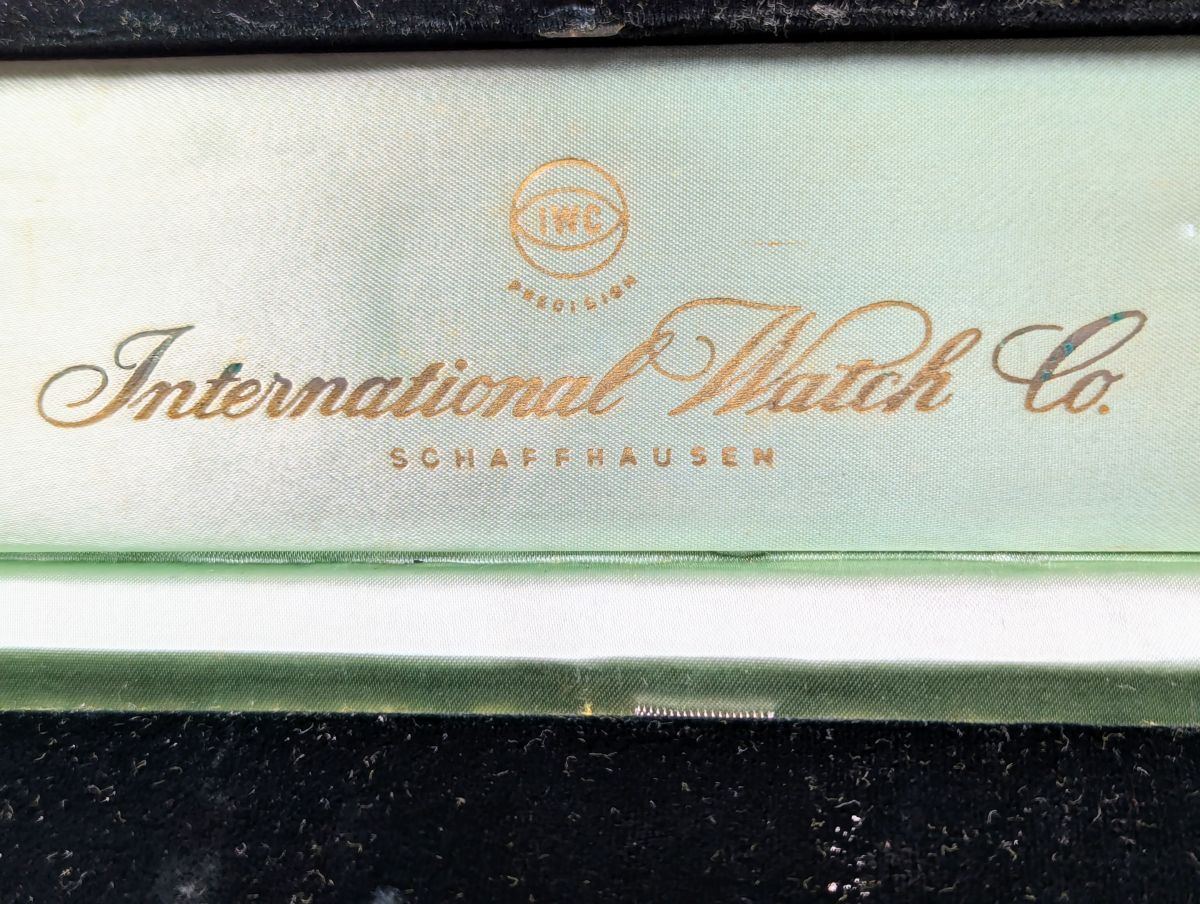 IWC
PRECISION
International Watch Co.
SCHAFFHAUSEN